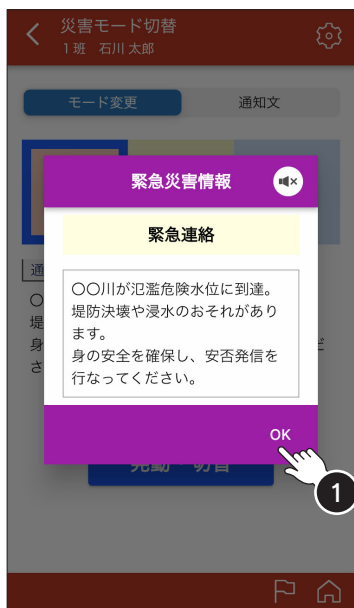 災害モード切替
1班 石川 太郎
モード変更
通知文
緊急災害情報
緊急連絡
通
〇
堤
身
さ
〇〇川が氾濫危険水位に到達。
堤防決壊や浸水のおそれがあり
ます。
身の安全を確保し、安否発信を
行なってください。
OK
1